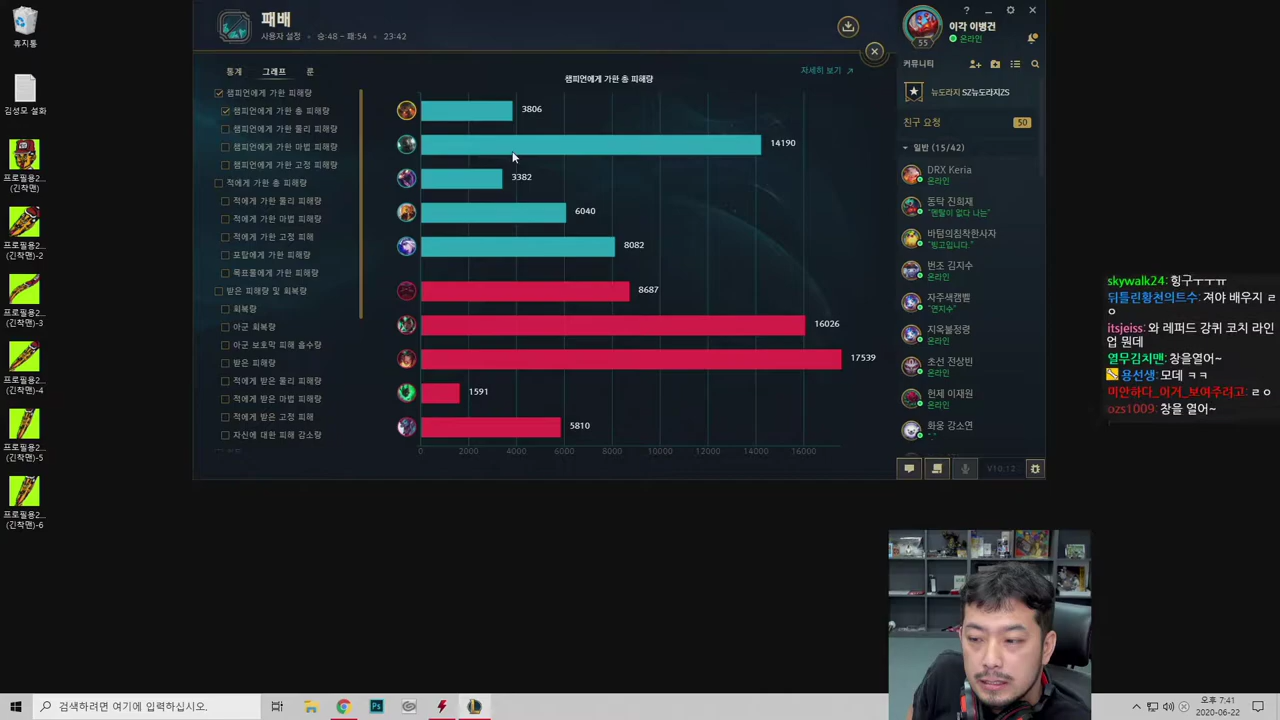 휴지통
김성모 설화
프로필용2...
(긴착맨)
프로필용2...
(긴착맨)-2
프로필용2...
(긴착맨)-3
프로필용2...
(긴착맨)-4
프로필용2...
(긴착맨)-5
프로필용2...
(긴착맨)-6
패배
사용자 설정 • 승:48 - 패:54 • 23:42
통계 그래프 룬
챔피언에게 가한 피해량
챔피언에게 가한 총 피해량
챔피언에게 가한 물리 피해량
챔피언에게 가한 마법 피해량
챔피언에게 가한 고정 피해량
적에게 가한 총 피해량
적에게 가한 물리 피해량
적에게 가한 마법 피해량
적에게 가한 고정 피해
포탑에게 가한 피해량
목표물에게 가한 피해량
받은 피해량 및 회복량
회복량
아군 회복량
아군 보호막 피해 흡수량
받은 피해량
적에게 받은 물리 피해량
적에게 받은 마법 피해량
적에게 받은 고정 피해
자신에 대한 피해 감소량
자세히 보기
챔피언에게 가한 총 피해량
3806
14190
3382
6040
8082
8687
16026
17539
1591
5810
0 2000 4000 6000 8000 10000 12000 14000 16000
55
이각 이병건
온라인
커뮤니티
뉴도라지 SZ뉴도라지ZS
친구 요청 50
일반 (15/42)
DRX Keria
온라인
동탁 진희재
"멘탈이 없다 나는"
바텀의침착한사자
"빙고입니다."
번조 김지수
온라인
자주색캠벨
"연지수"
지옥불정령
온라인
초선 전상빈
온라인
헌제 이재원
온라인
화웅 강소연
"."
V10.12
skywalk24: 헝구ㅜㅜㅠ
뒤틀린황천의트수: 져야 배우지 ㄹ
ㅇ
itsjeiss: 와 레퍼드 강퀴 코치 라인
업 뭔데
열무김치맨: 창을열어~
용선생: 모데 ㅋㅋ
미안하다_이거_보여주려고: ㄹㅇ
ozs1009: 창을 열어~
검색하려면 여기에 입력하십시오.
Ps
오후 7:41
2020-06-22